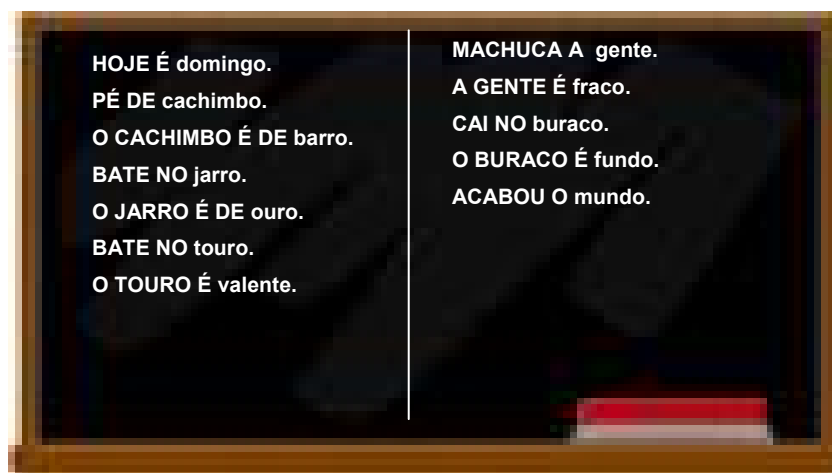 HOJE É domingo.
PÉ DE cachimbo.
O CACHIMBO É DE barro.
BATE NO jarro.
O JARRO É DE ouro.
BATE NO touro.
O TOURO É valente.
MACHUCA A gente.
A GENTE É fraco.
CAI NO buraco.
O BURACO É fundo.
ACABOU O mundo.